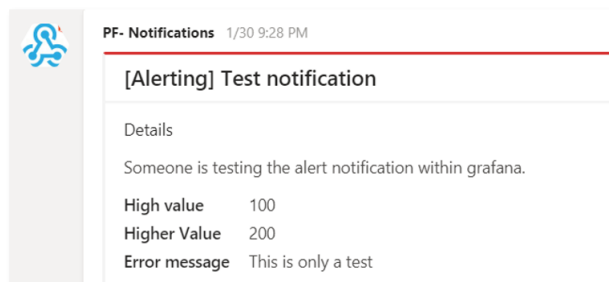 PF- Notifications 1/30 9:28 PM
[Alerting] Test notification
Details
Someone is testing the alert notification within grafana.
High value 100
Higher Value 200
Error message This is only a test